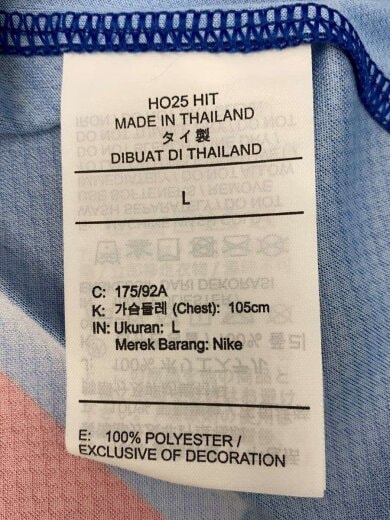 HO25 HIT
MADE IN THAILAND
タイ製
DIBUAT DI THAILAND
L
C: 175/92A
K: 가슴둘레 (Chest): 105cm
IN: Ukuran: L
Merek Barang: Nike
E: 100% POLYESTER /
EXCLUSIVE OF DECORATION